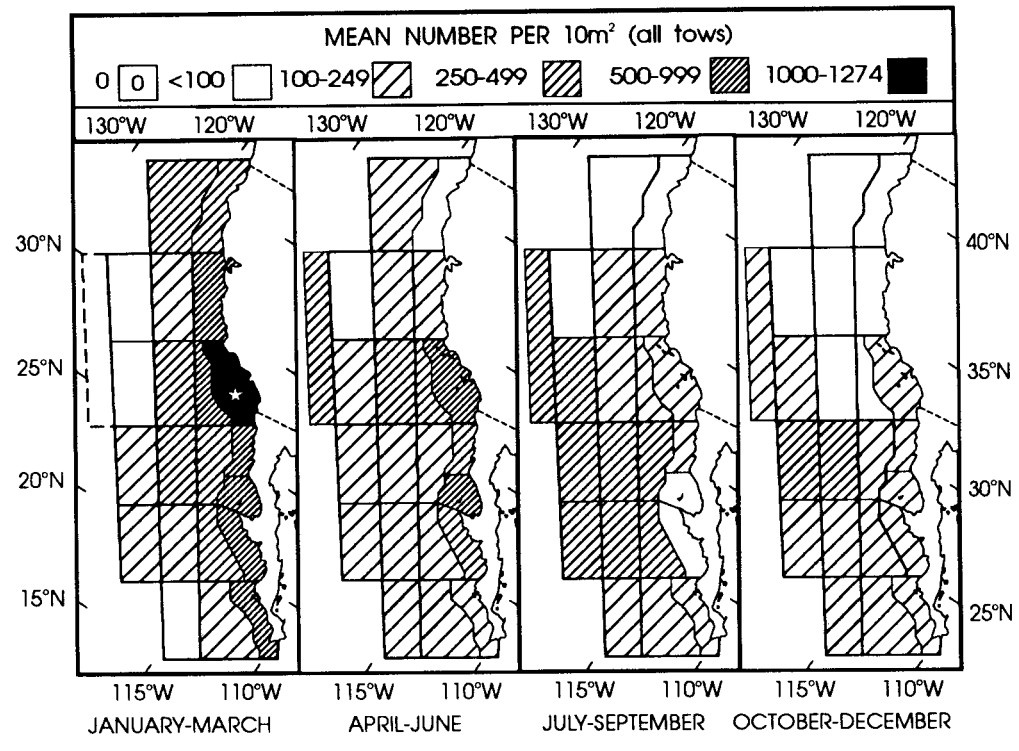 MEAN NUMBER PER 10m² (all tows)
0 0 <100 100-249 250-499 500-999 1000-1274
130°W 120°W 130°W 120°W 130°W 120°W 130°W 120°W
30°N 40°N
25°N 35°N
20°N 30°N
15°N 25°N
115°W 110°W 115°W 110°W 115°W 110°W 115°W 110°W
JANUARY-MARCH APRIL-JUNE JULY-SEPTEMBER OCTOBER-DECEMBER